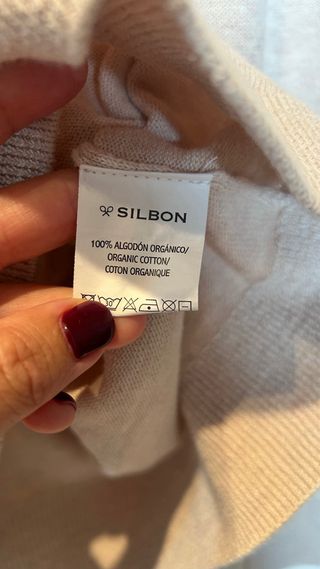 SILBON
100% ALGODÓN ORGÁNICO/
ORGANIC COTTON/
COTON ORGANIQUE